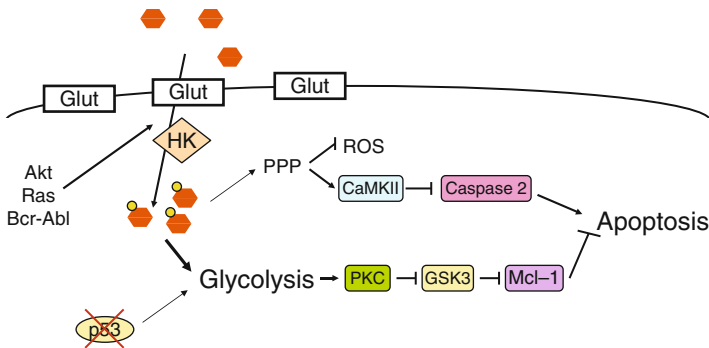 Glut
Glut
Glut
HK
Akt
Ras
Bcr-Abl
PPP
ROS
CaMKII
Caspase 2
Apoptosis
Glycolysis
PKC
GSK3
Mcl–1
p53